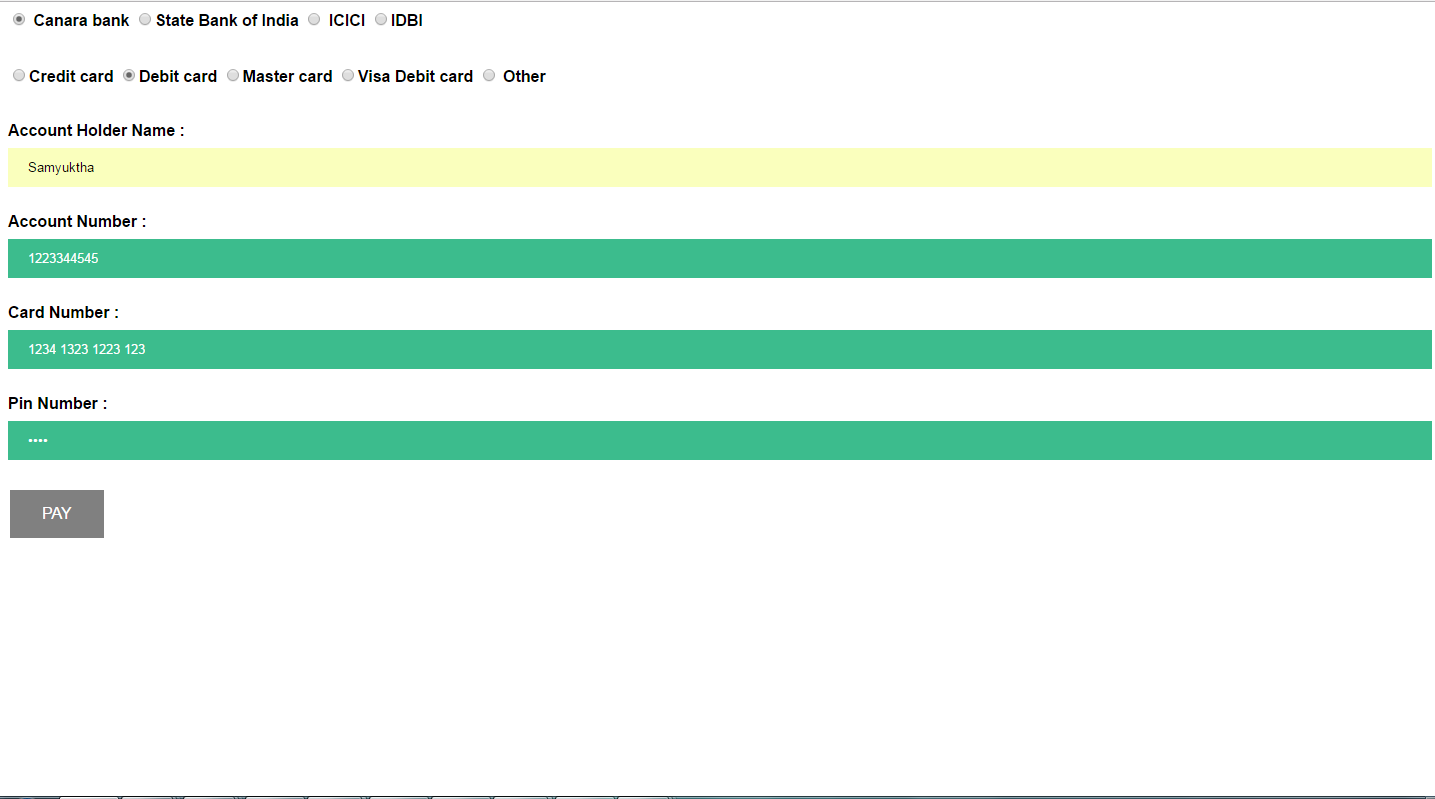 Canara bank State Bank of India ICICI IDBI
Credit card Debit card Master card Visa Debit card Other
Account Holder Name :
Samyuktha
Account Number :
1223344545
Card Number :
1234 1323 1223 123
Pin Number :
••••
PAY